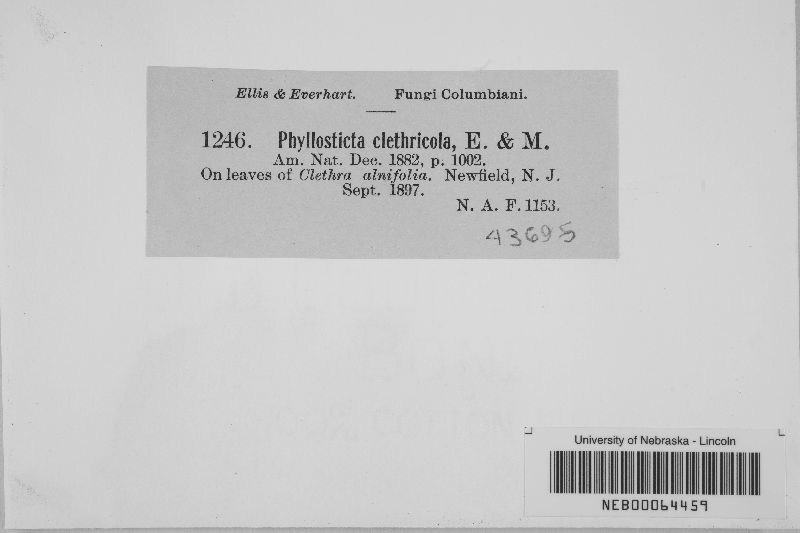 Ellis & Everhart. Fungi Columbiani.
1246. Phyllosticta clethricola, E. & M.
Am. Nat. Dec. 1882, p. 1002.
On leaves of Clethra alnifolia. Newfield, N. J.
Sept. 1897.
N. A. F. 1153.
43695
University of Nebraska - Lincoln
NEB00064459